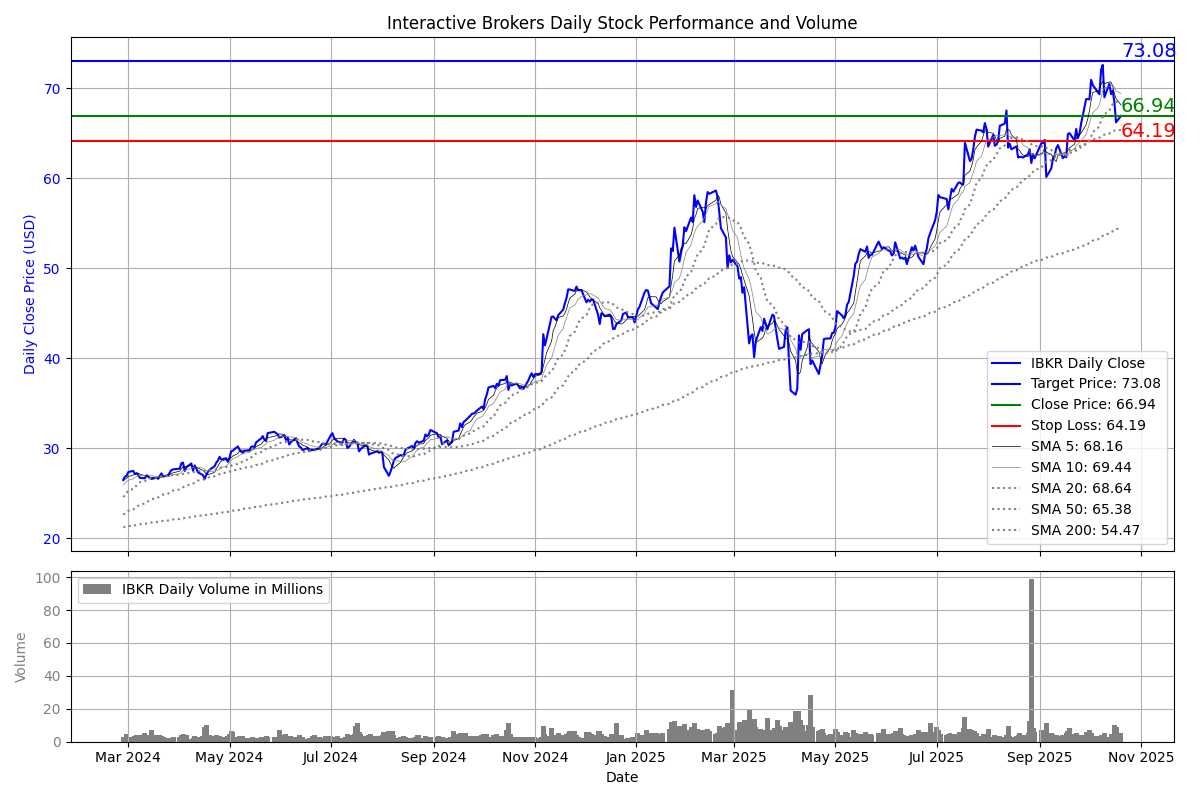 Interactive Brokers Daily Stock Performance and Volume
73.08
66.94
64.19
70
60
50
40
30
20
Daily Close Price (USD)
IBKR Daily Close
Target Price: 73.08
Close Price: 66.94
Stop Loss: 64.19
SMA 5: 68.16
SMA 10: 69.44
SMA 20: 68.64
SMA 50: 65.38
SMA 200: 54.47
100
80
60
40
20
0
Volume
IBKR Daily Volume in Millions
Mar 2024 May 2024 Jul 2024 Sep 2024 Nov 2024 Jan 2025 Mar 2025 May 2025 Jul 2025 Sep 2025 Nov 2025
Date